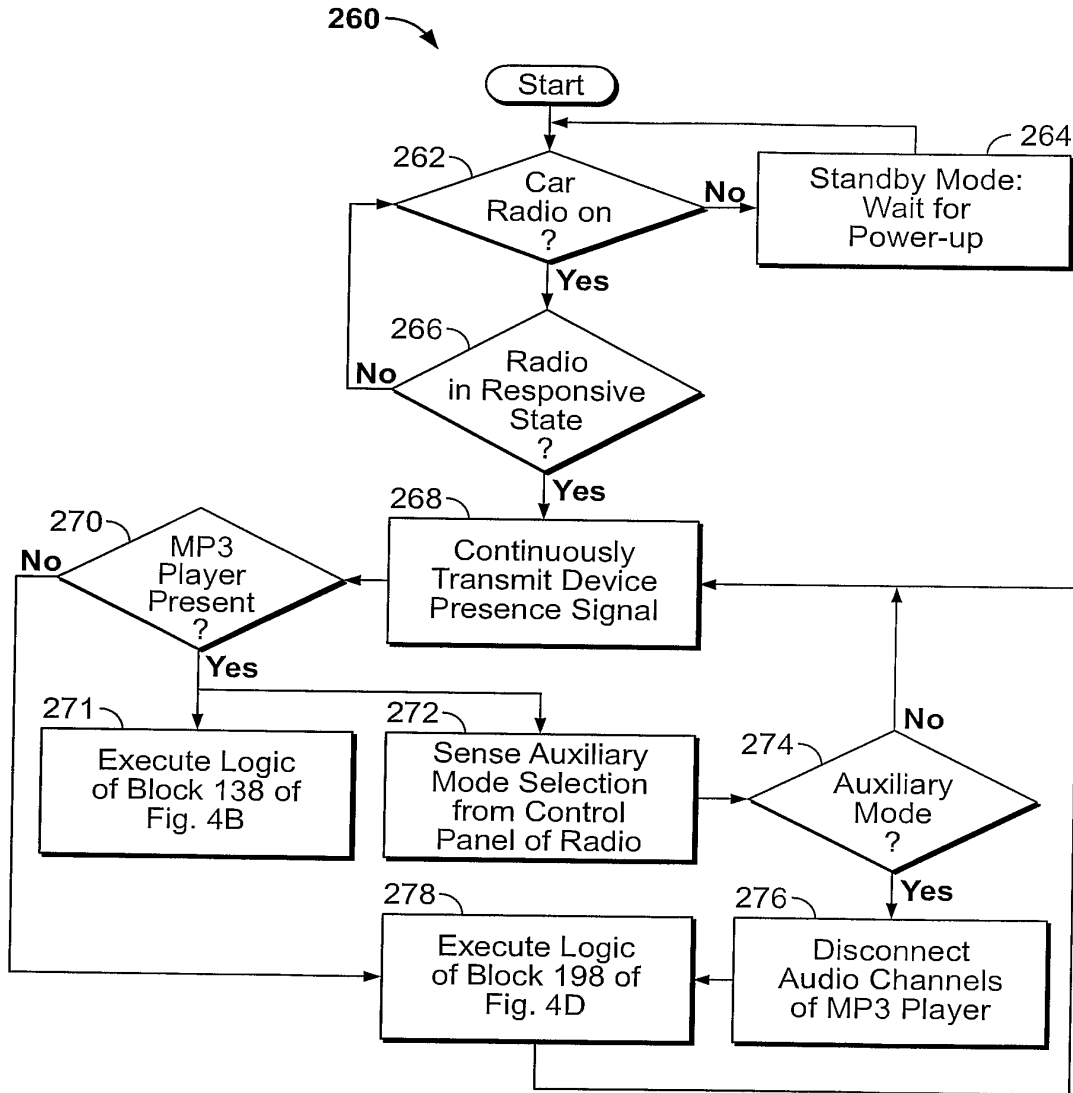 260
Start
262
Car
Radio on
?
No
264
Standby Mode:
Wait for
Power-up
Yes
266
Radio
in Responsive
State
?
No
Yes
268
Continuously
Transmit Device
Presence Signal
270
MP3
Player
Present
?
No
Yes
271
Execute Logic
of Block 138 of
Fig. 4B
272
Sense Auxiliary
Mode Selection
from Control
Panel of Radio
274
Auxiliary
Mode
?
No
Yes
276
Disconnect
Audio Channels
of MP3 Player
278
Execute Logic
of Block 198 of
Fig. 4D